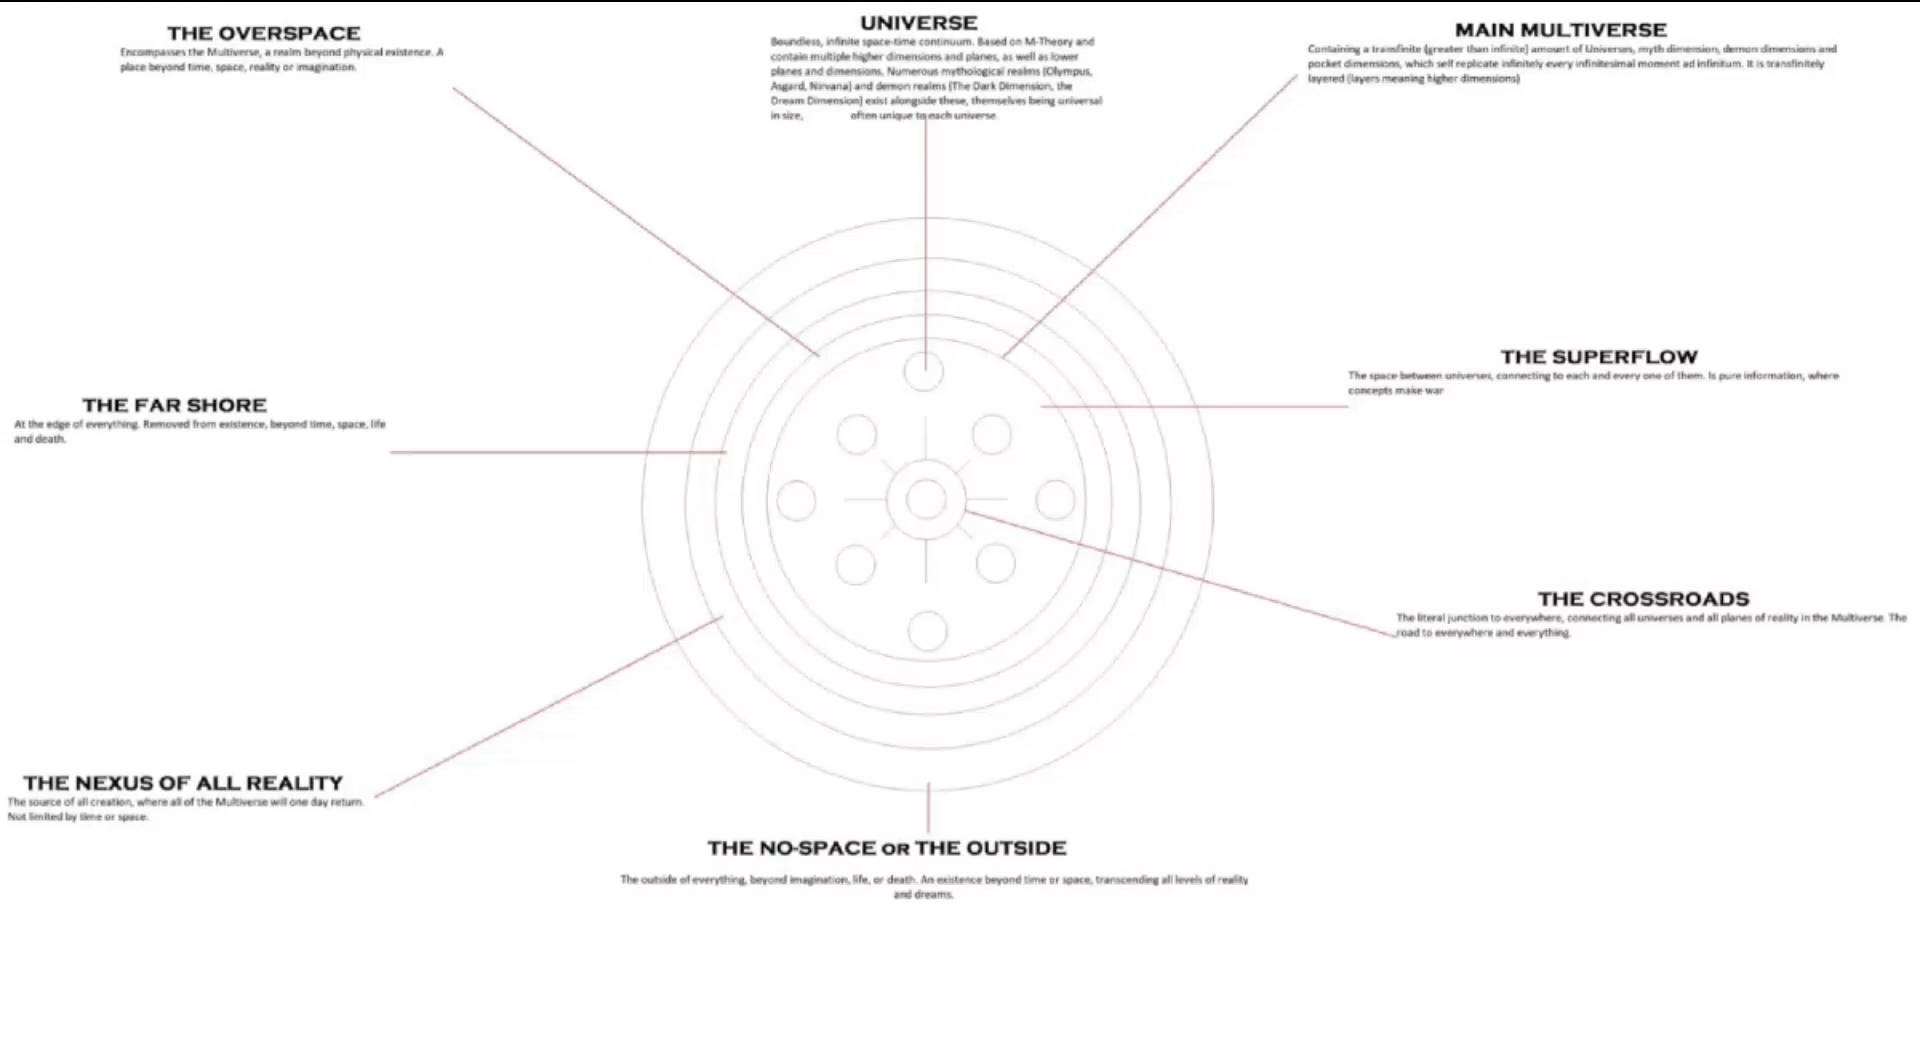 THE OVERSPACE
Encompasses the Multiverse, a realm beyond physical existence. A
place beyond time, space, reality or imagination.
UNIVERSE
Boundless, infinite space-time continuum. Based on M-Theory and
contain multiple higher dimensions and planes, as well as lower
planes and dimensions. Numerous mythological realms (Olympus,
Asgard, Nirvana) and demon realms (The Dark Dimension, the
Dream Dimension) exist alongside these, themselves being universal
in size, often unique to each universe
MAIN MULTIVERSE
Containing a transfinite (greater than infinite) amount of Universes, myth dimension, demon dimensions and
pocket dimensions, which self replicate infinitely every infinitesimal moment ad infinitum. It is transfinitely
layered (layers meaning higher dimensions)
THE SUPERFLOW
The space between universes, connecting to each and every one of them. Is pure information, where
concepts make war
THE FAR SHORE
At the edge of everything. Removed from existence, beyond time, space, life
and death.
THE CROSSROADS
The literal junction to everywhere, connecting all universes and all planes of reality in the Multiverse. The
road to everywhere and everything.
THE NEXUS OF ALL REALITY
The source of all creation, where all of the Multiverse will one day return.
Not limited by time or space.
THE NO-SPACE OR THE OUTSIDE
The outside of everything, beyond imagination, life, or death. An existence beyond time or space, transcending all levels of reality
and dreams.